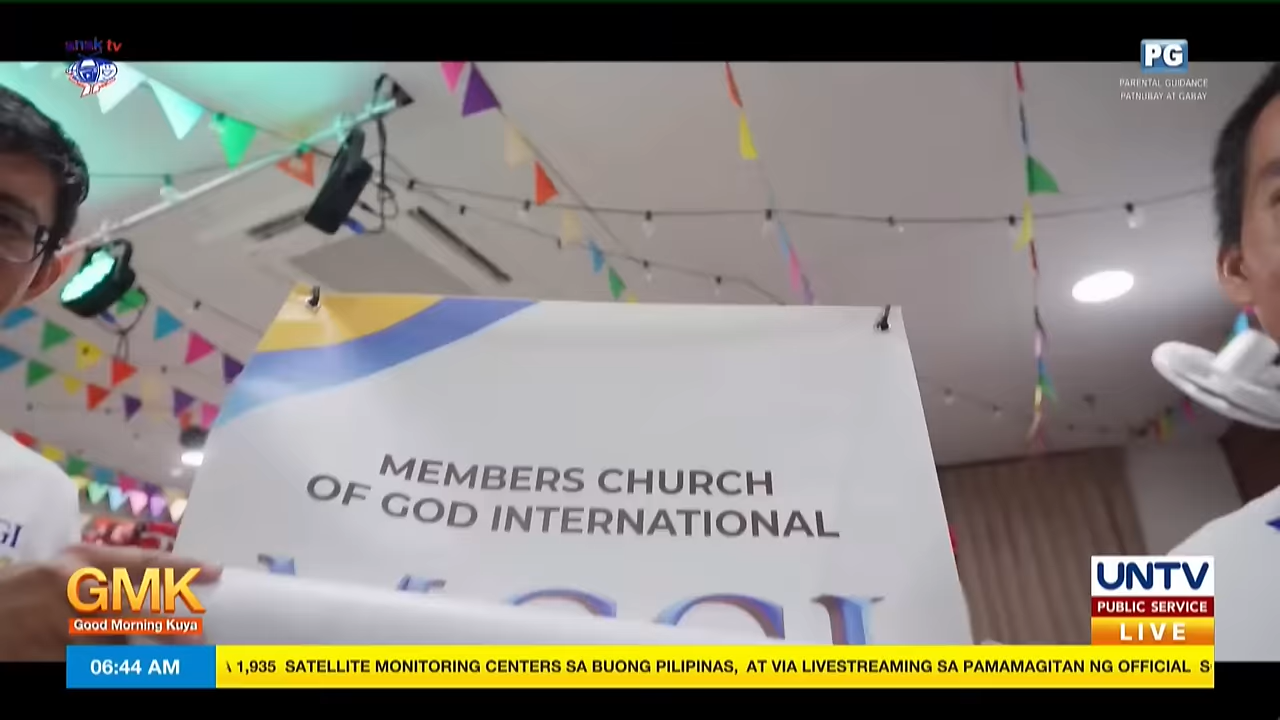 snsk tv
PG
PARENTAL GUIDANCE
PATNUBAY AT GABAY
MEMBERS CHURCH
OF GOD INTERNATIONAL
GMK
Good Morning Kuya
UNTV
PUBLIC SERVICE
LIVE
06:44 AM
1,935 SATELLITE MONITORING CENTERS SA BUONG PILIPINAS, AT VIA LIVESTREAMING SA PAMAMAGITAN NG OFFICIAL